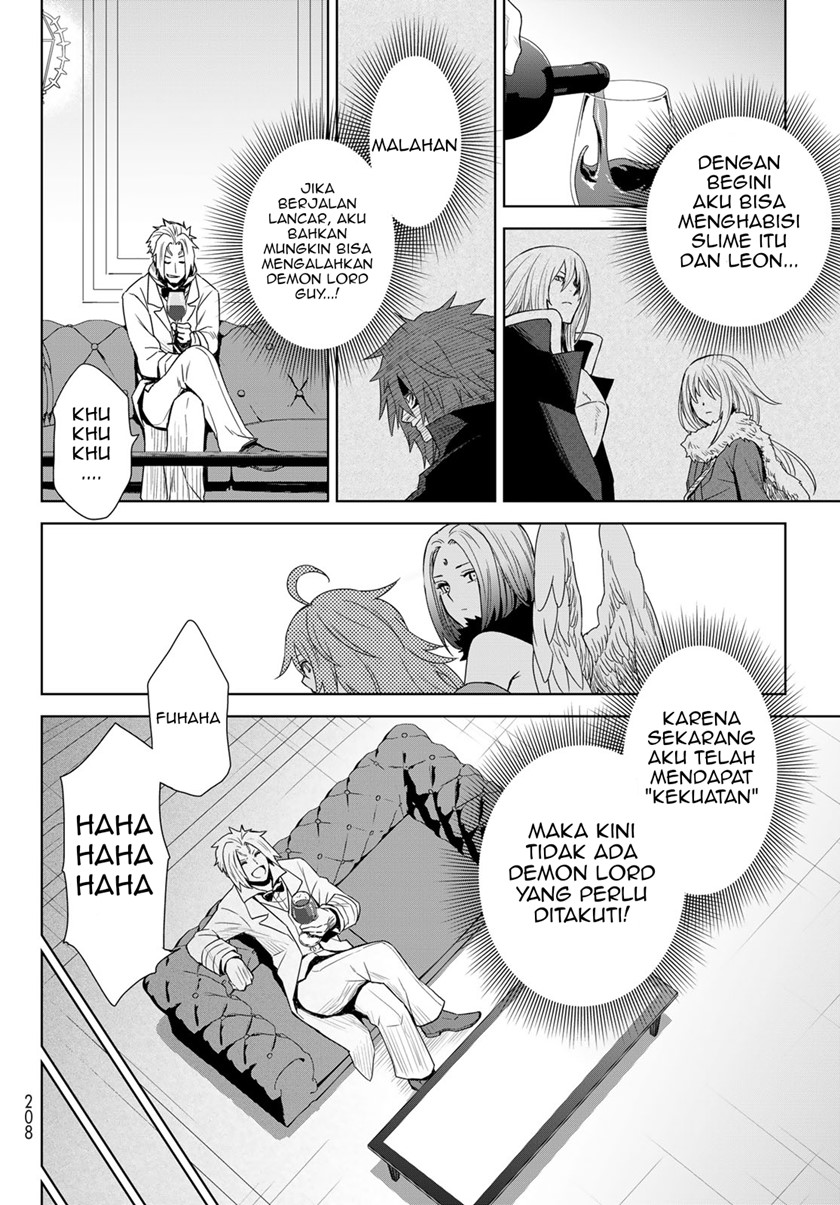 DENGAN
BEGINI
AKU BISA
MENGHABISI
SLIME ITU
DAN LEON...
MALAHAN
JIKA
BERJALAN
LANCAR, AKU
BAHKAN
MUNGKIN BISA
MENGALAHKAN
DEMON LORD
GUY...!
KHU
KHU
KHU
....
KARENA
SEKARANG
AKU TELAH
MENDAPAT
"KEKUATAN"
MAKA KINI
TIDAK ADA
DEMON LORD
YANG PERLU
DITAKUTI!
FUHAHA
HAHA
HAHA
HAHA
208